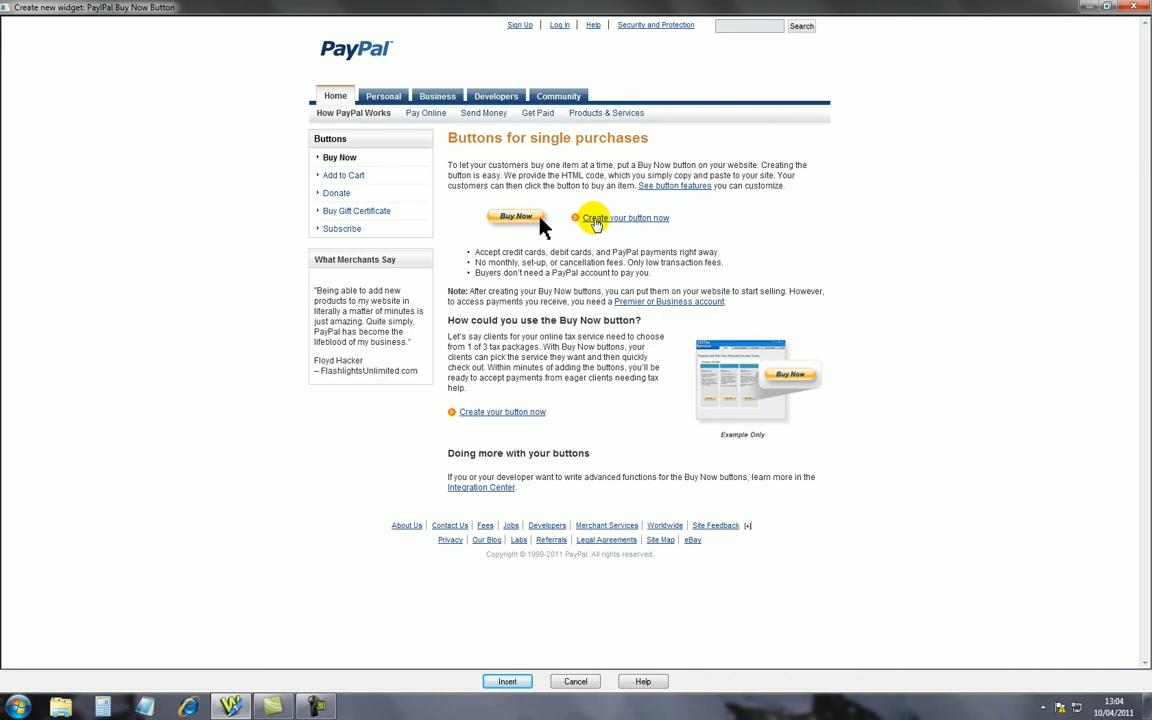 Create new widget: PaylPal Buy Now Button
Sign Up Log In Help Security and Protection Search
PayPal
Home Personal Business Developers Community
How PayPal Works Pay Online Send Money Get Paid Products & Services
Buttons
Buy Now
Add to Cart
Donate
Buy Gift Certificate
Subscribe
What Merchants Say
"Being able to add new
products to my website in
literally a matter of minutes is
just amazing. Quite simply,
PayPal has become the
lifeblood of my business."
Floyd Hacker
– FlashlightsUnlimited.com
Buttons for single purchases
To let your customers buy one item at a time, put a Buy Now button on your website. Creating the
button is easy. We provide the HTML code, which you simply copy and paste to your site. Your
customers can then click the button to buy an item. See button features you can customize.
Buy Now Create your button now
• Accept credit cards, debit cards, and PayPal payments right away.
• No monthly, set-up, or cancellation fees. Only low transaction fees.
• Buyers don't need a PayPal account to pay you.
Note: After creating your Buy Now buttons, you can put them on your website to start selling. However,
to access payments you receive, you need a Premier or Business account.
How could you use the Buy Now button?
Let's say clients for your online tax service need to choose
from 1 of 3 tax packages. With Buy Now buttons, your
clients can pick the service they want and then quickly
check out. Within minutes of adding the buttons, you'll be
ready to accept payments from eager clients needing tax
help.
Buy Now
Example Only
Create your button now
Doing more with your buttons
If you or your developer want to write advanced functions for the Buy Now buttons, learn more in the
Integration Center.
About Us Contact Us Fees Jobs Developers Merchant Services Worldwide Site Feedback [+]
Privacy Our Blog Labs Referrals Legal Agreements Site Map eBay
Copyright © 1999-2011 PayPal. All rights reserved.
Insert Cancel Help
13:04
10/04/2011